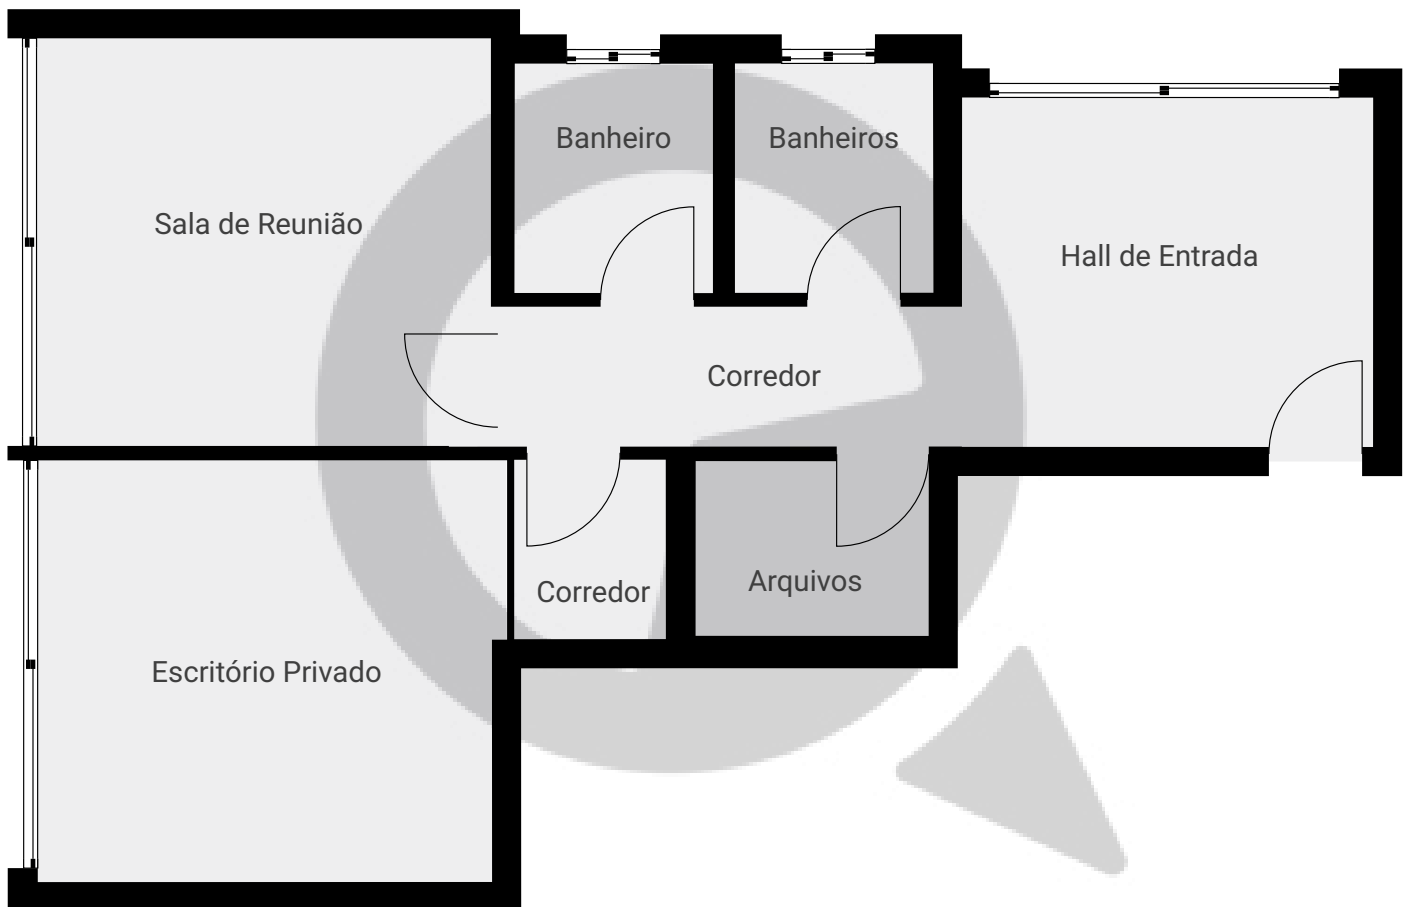 Banheiro
Banheiros
Sala de Reunião
Hall de Entrada
Corredor
Arquivos
Corredor
Escritório Privado